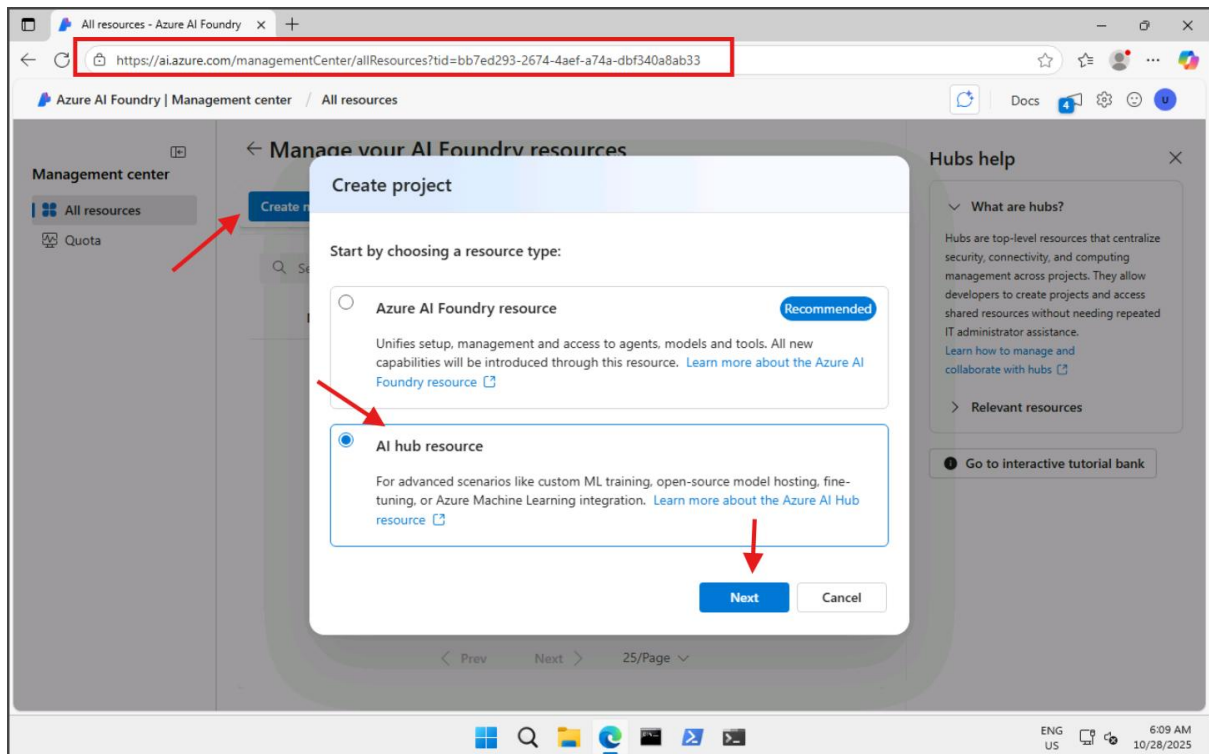 All resources - Azure AI Foundry
https://ai.azure.com/managementCenter/allResources?tid=bb7ed293-2674-4aef-a74a-dbf340a8ab33
Azure AI Foundry | Management center / All resources
Docs
4
U
Management center
All resources
Quota
Manage your AI Foundry resources
Create
Create project
Start by choosing a resource type:
Azure AI Foundry resource
Recommended
Unifies setup, management and access to agents, models and tools. All new
capabilities will be introduced through this resource. Learn more about the Azure AI
Foundry resource
AI hub resource
For advanced scenarios like custom ML training, open-source model hosting, fine-
tuning, or Azure Machine Learning integration. Learn more about the Azure AI Hub
resource
Next
Cancel
Prev
Next
25/Page
Hubs help
What are hubs?
Hubs are top-level resources that centralize
security, connectivity, and computing
management across projects. They allow
developers to create projects and access
shared resources without needing repeated
IT administrator assistance.
Learn how to manage and
collaborate with hubs
Relevant resources
Go to interactive tutorial bank
ENG
US
6:09 AM
10/28/2025